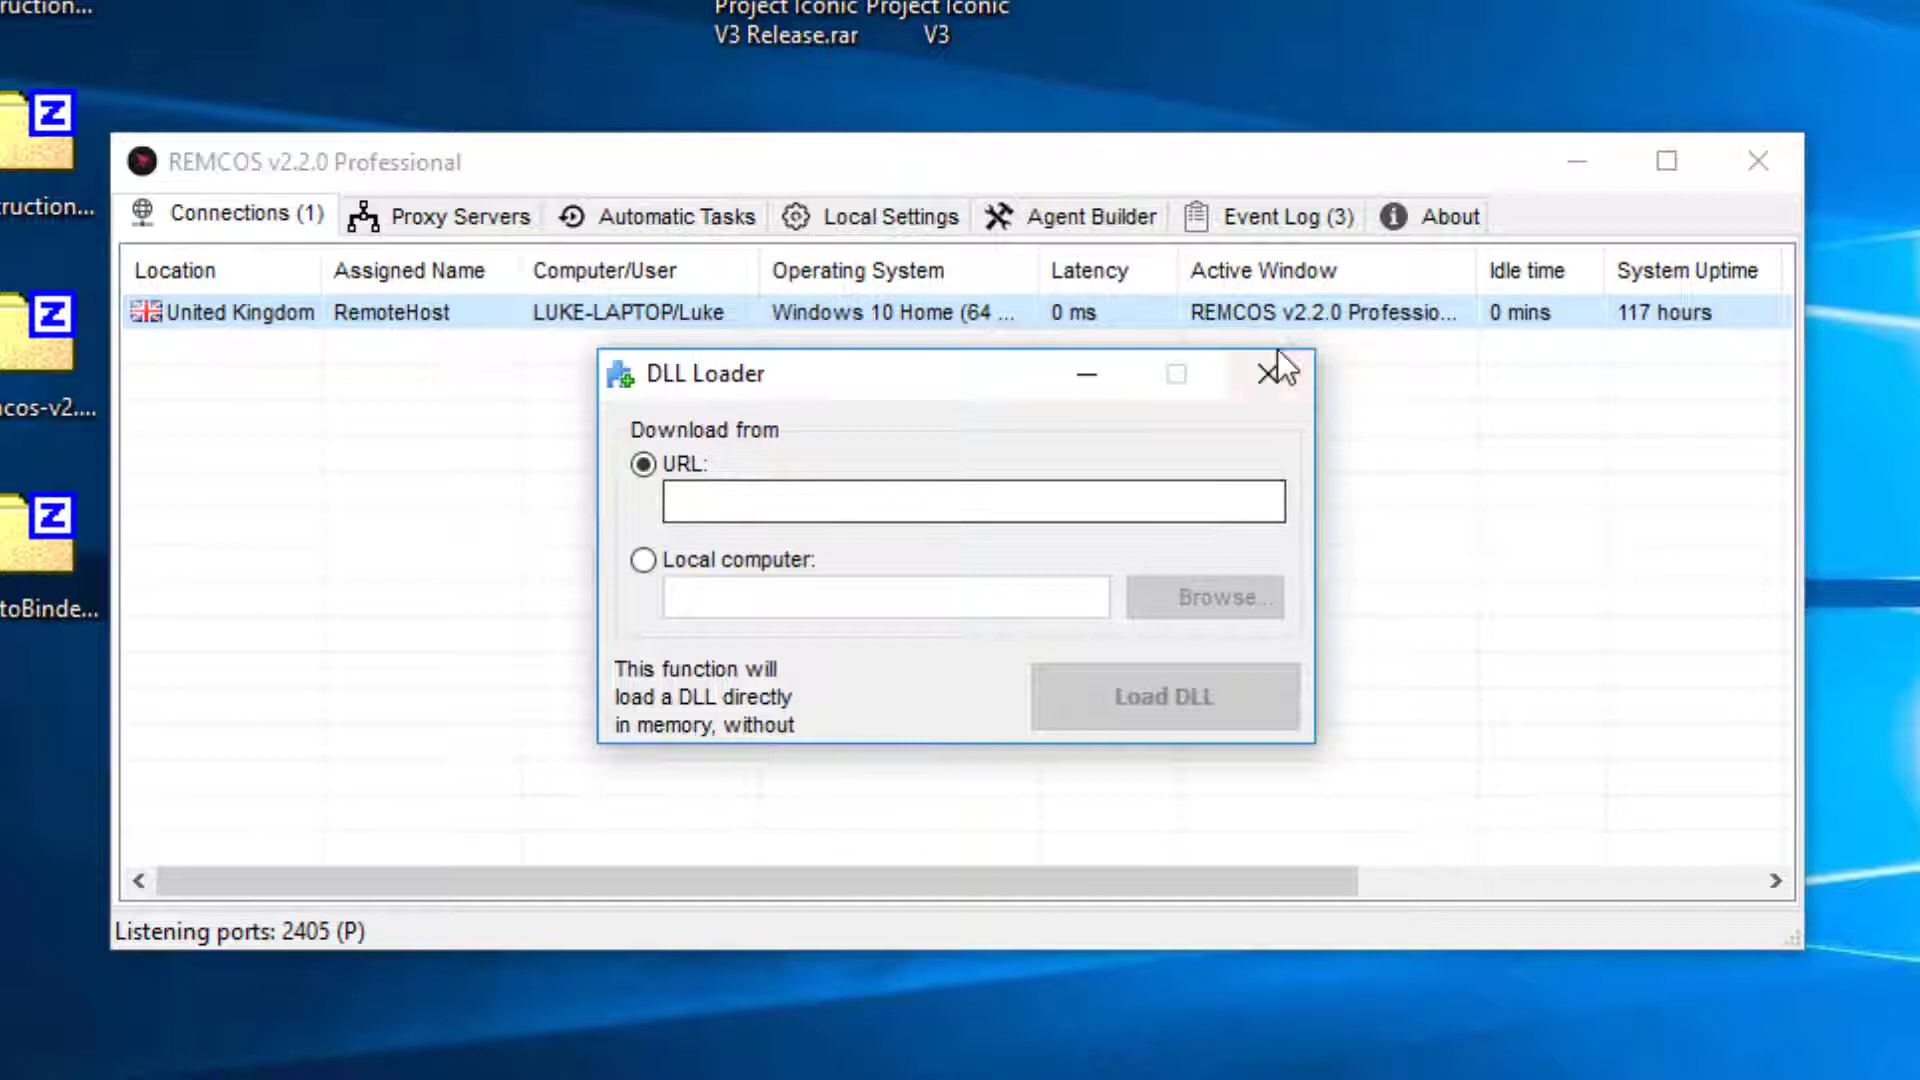 ruction...
Project Iconic Project Iconic
V3 Release.rar V3
ruction...
cos-v2....
toBinde...
REMCOS v2.2.0 Professional
Connections (1) Proxy Servers Automatic Tasks Local Settings Agent Builder Event Log (3) About
Location Assigned Name Computer/User Operating System Latency Active Window Idle time System Uptime
United Kingdom RemoteHost LUKE-LAPTOP/Luke Windows 10 Home (64 ... 0 ms REMCOS v2.2.0 Professio... 0 mins 117 hours
DLL Loader
Download from
URL:
Local computer:
Browse...
This function will
load a DLL directly
in memory, without
Load DLL
Listening ports: 2405 (P)